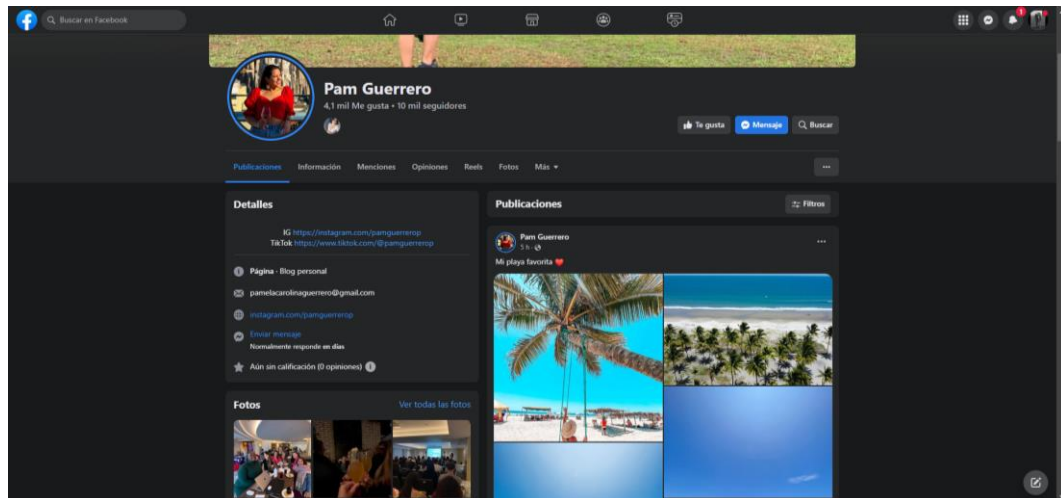 Buscar en Facebook
1
Pam Guerrero
4,1 mil Me gusta • 10 mil seguidores
Te gusta
Mensaje
Buscar
Publicaciones
Información
Menciones
Opiniones
Reels
Fotos
Más
Detalles
IG https://instagram.com/pamguerrerop
TikTok https://www.tiktok.com/@pamguerrerop
Página · Blog personal
pamelacarolinaguerrero@gmail.com
instagram.com/pamguerrerop
Enviar mensaje
Normalmente responde en días
Aún sin calificación (0 opiniones)
Fotos
Ver todas las fotos
Publicaciones
Filtros
Pam Guerrero
5 h ·
Mi playa favorita ❤️